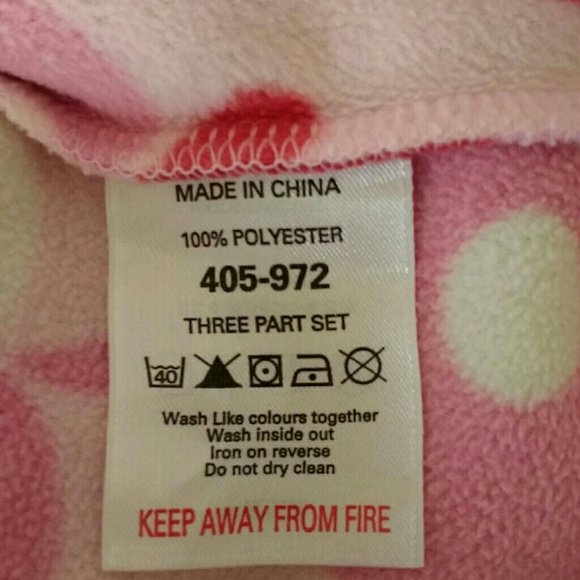 MADE IN CHINA
100% POLYESTER
405-972
THREE PART SET
40
Wash Like colours together
Wash inside out
Iron on reverse
Do not dry clean
KEEP AWAY FROM FIRE